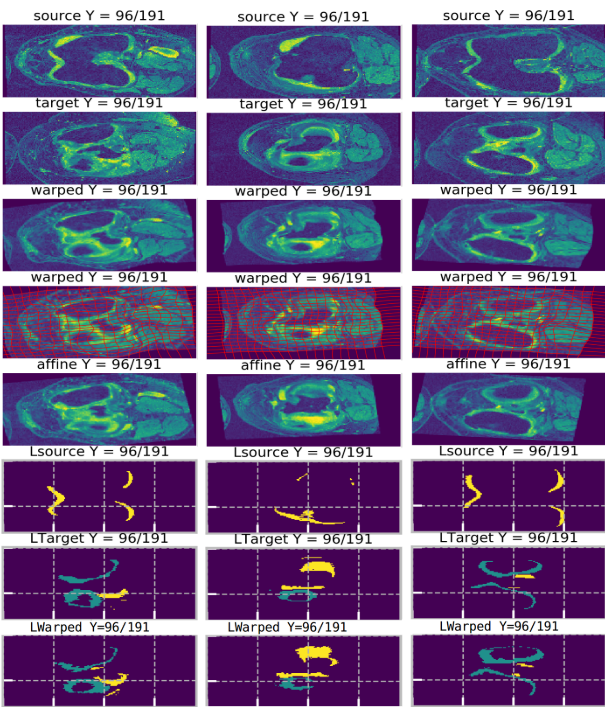 source Y = 96/191 source Y = 96/191 source Y = 96/191
target Y = 96/191 target Y = 96/191 target Y = 96/191
warped Y = 96/191 warped Y = 96/191 warped Y = 96/191
warped Y = 96/191 warped Y = 96/191 warped Y = 96/191
affine Y = 96/191 affine Y = 96/191 affine Y = 96/191
Lsource Y = 96/191 Lsource Y = 96/191 Lsource Y = 96/191
LTarget Y = 96/191 LTarget Y = 96/191 LTarget Y = 96/191
LWarped Y=96/191 LWarped Y=96/191 LWarped Y=96/191